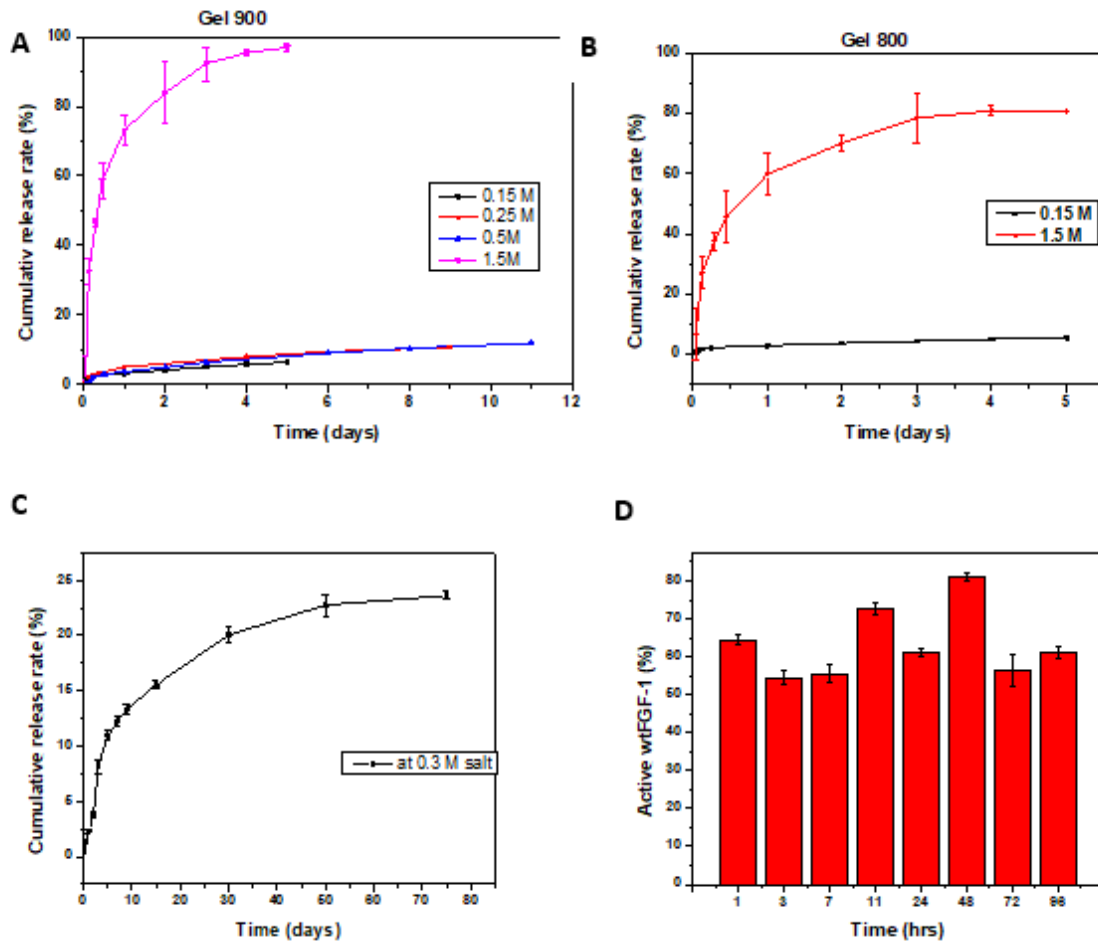 A
Gel 900
Cumulativ release rate (%)
100
80
60
40
20
0
0.15 M
0.25 M
0.5M
1.5M
0 2 4 6 8 10 12
Time (days)
B
Gel 800
Cumulative release rate (%)
100
80
60
40
20
0
0.15 M
1.5 M
0 1 2 3 4 5
Time (days)
C
Cumulative release rate (%)
25
20
15
10
5
0
at 0.3 M salt
0 10 20 30 40 50 60 70 80
Time (days)
D
Active wtFGF-1 (%)
80
70
60
50
40
30
20
10
0
1 3 7 11 24 48 72 96
Time (hrs)